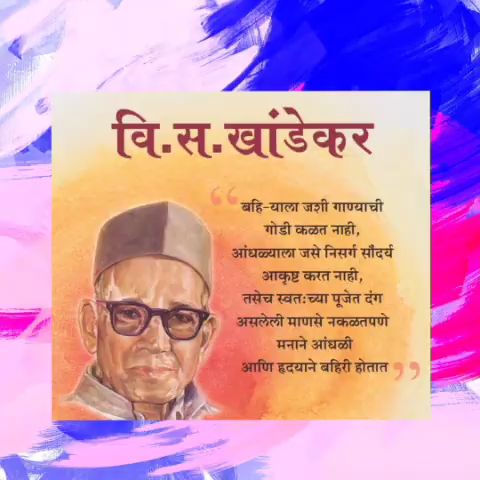 वि.स.खांडेकर
“बहि-याला जशी गाण्याची
गोडी कळत नाही,
आंधळ्याला जसे निसर्ग सौंदर्य
आकृष्ट करत नाही,
तसेच स्वत:च्या पूजेत दंग
असलेली माणसे नकळतपणे
मनाने आंधळी
आणि हृदयाने बहिरी होतात”